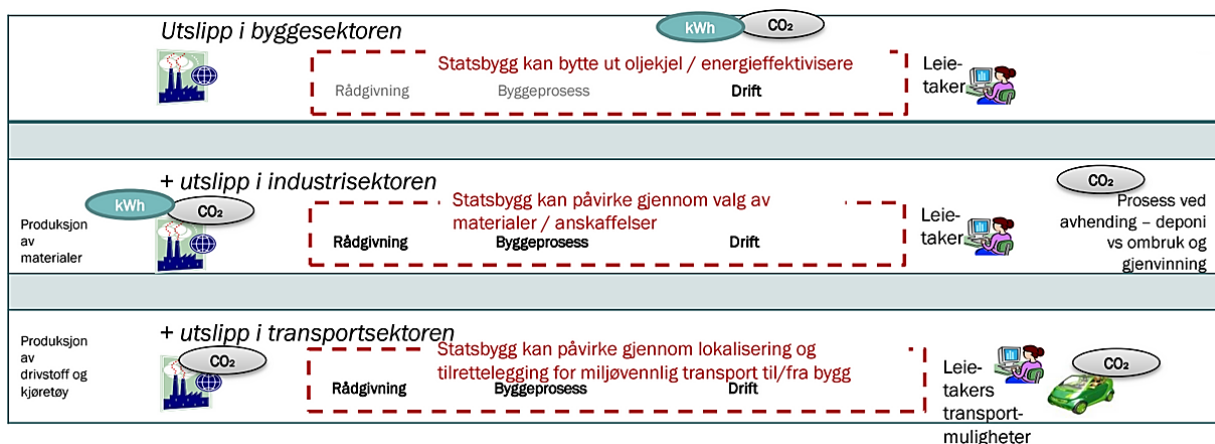 kWh
CO₂
Utslipp i byggesektoren
Statsbygg kan bytte ut oljekjel / energieffektivisere
Rådgivning
Byggeprosess
Drift
Leie-
taker
+ utslipp i industrisektoren
kWh
CO₂
Produksjon
av
materialer
Statsbygg kan påvirke gjennom valg av
materialer / anskaffelser
Rådgivning
Byggeprosess
Drift
Leie-
taker
CO₂
Prosess ved
avhending – deponi
vs ombruk og
gjenvinning
+ utslipp i transportsektoren
Produksjon
av
drivstoff og
kjøretøy
CO₂
Statsbygg kan påvirke gjennom lokalisering og
tilrettelegging for miljøvennlig transport til/fra bygg
Rådgivning
Byggeprosess
Drift
Leie-
takers
transport-
muligheter
CO₂